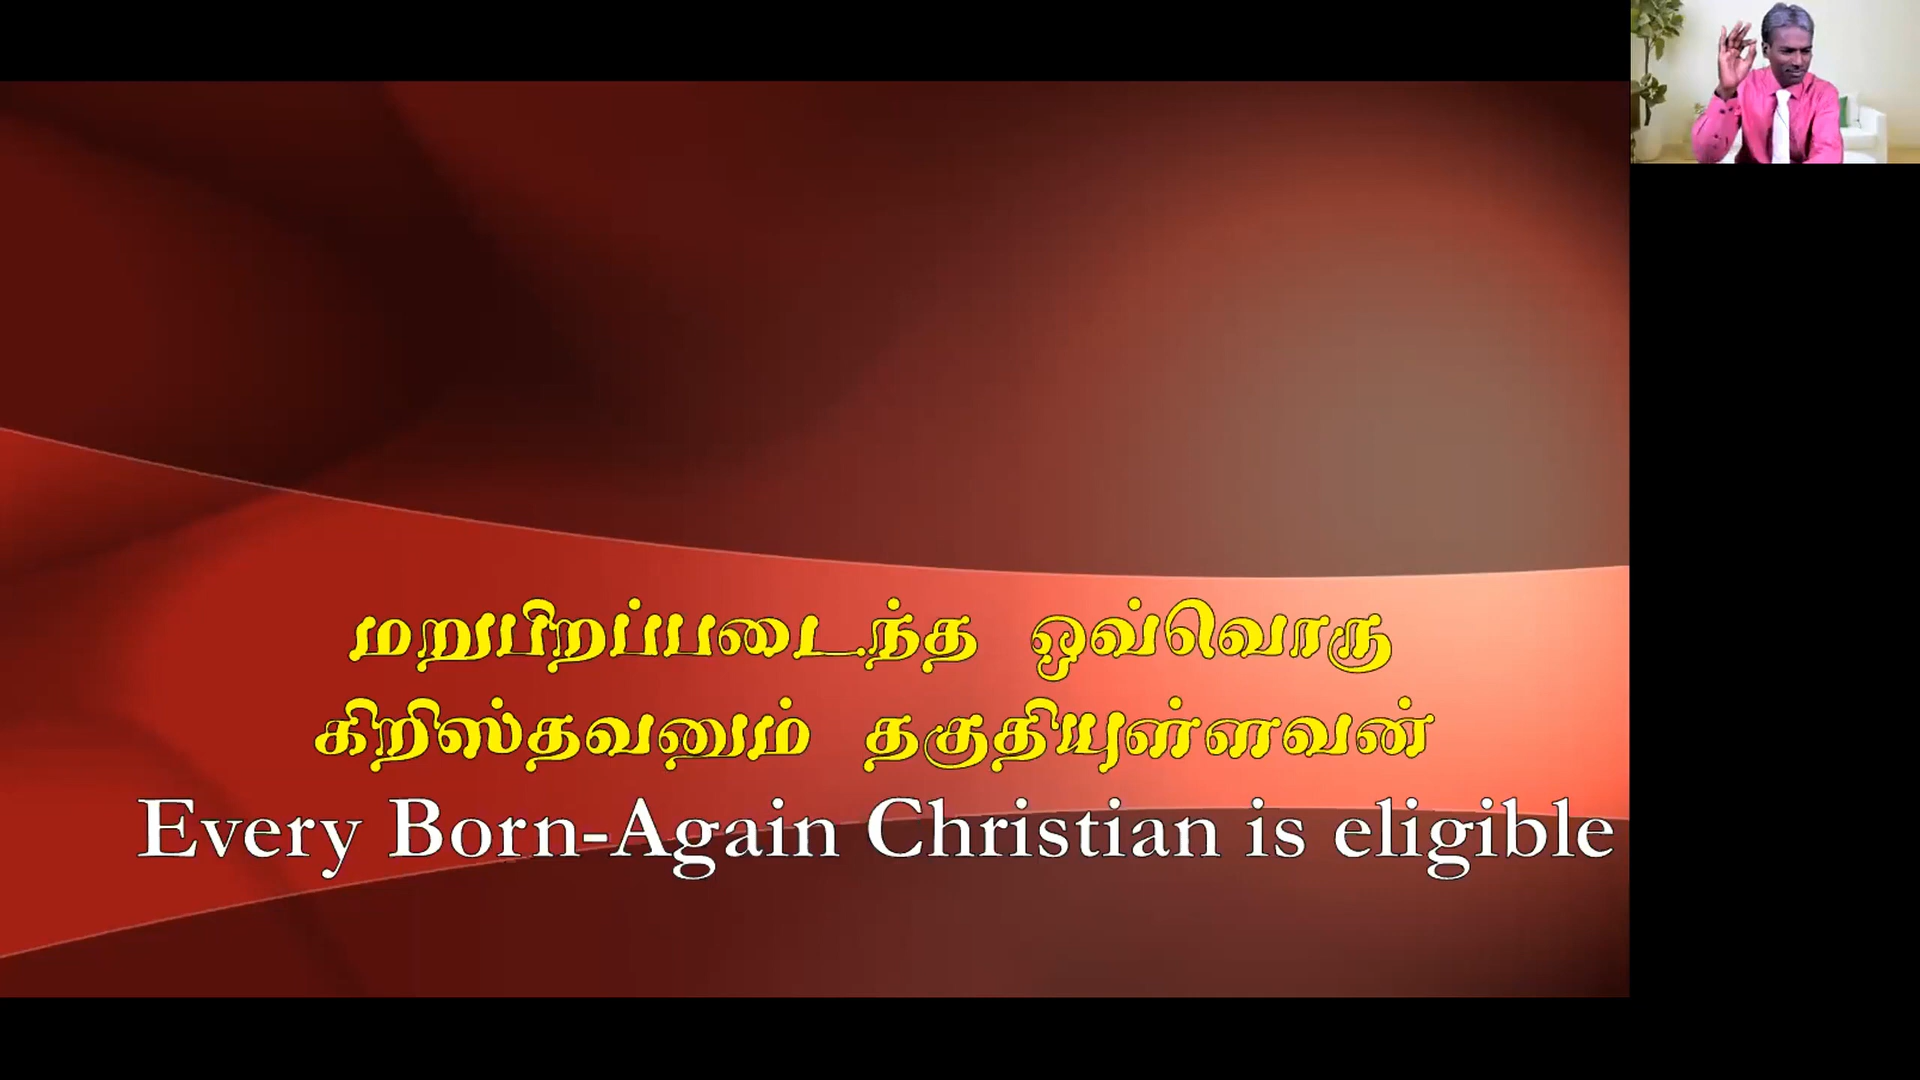 மறுபிறப்படைந்த ஒவ்வொரு
கிறிஸ்தவனும் தகுதியுள்ளவன்
Every Born-Again Christian is eligible